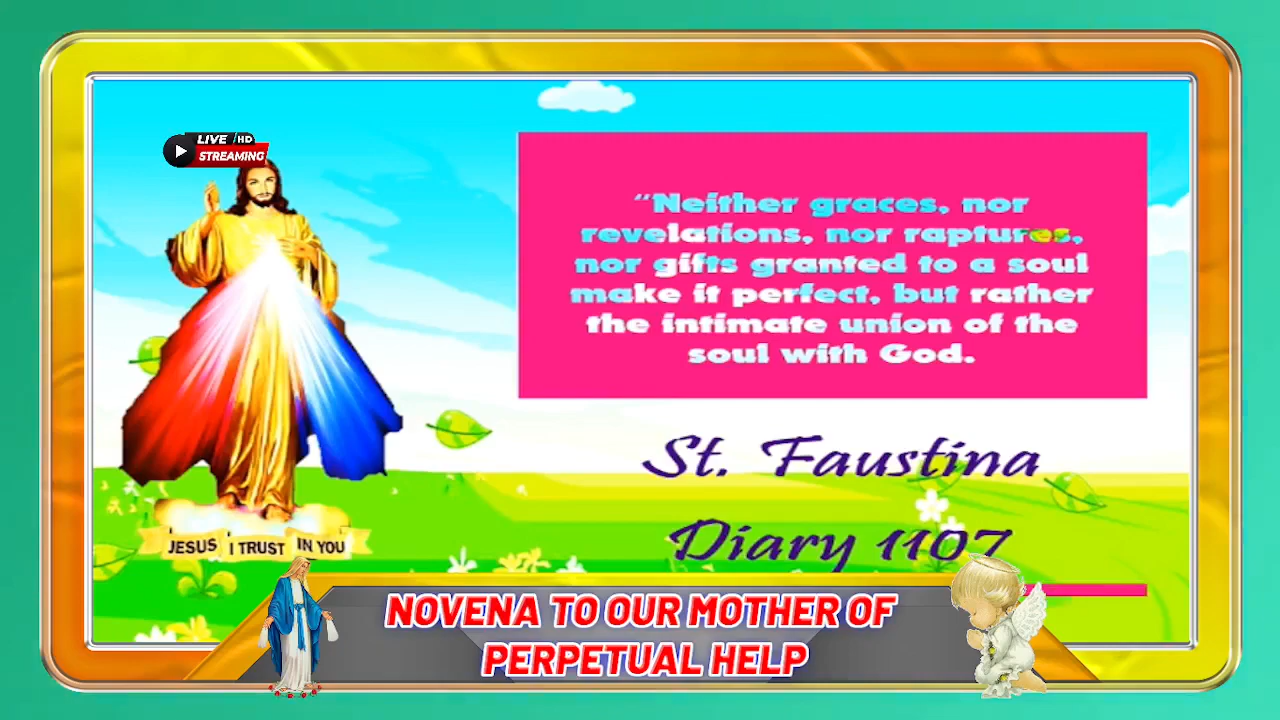 LIVE /HD
STREAMING
“Neither graces, nor
revelations, nor raptures,
nor gifts granted to a soul
make it perfect, but rather
the intimate union of the
soul with God.
St. Faustina
Diary 1107
JESUS I TRUST IN YOU
NOVENA TO OUR MOTHER OF
PERPETUAL HELP